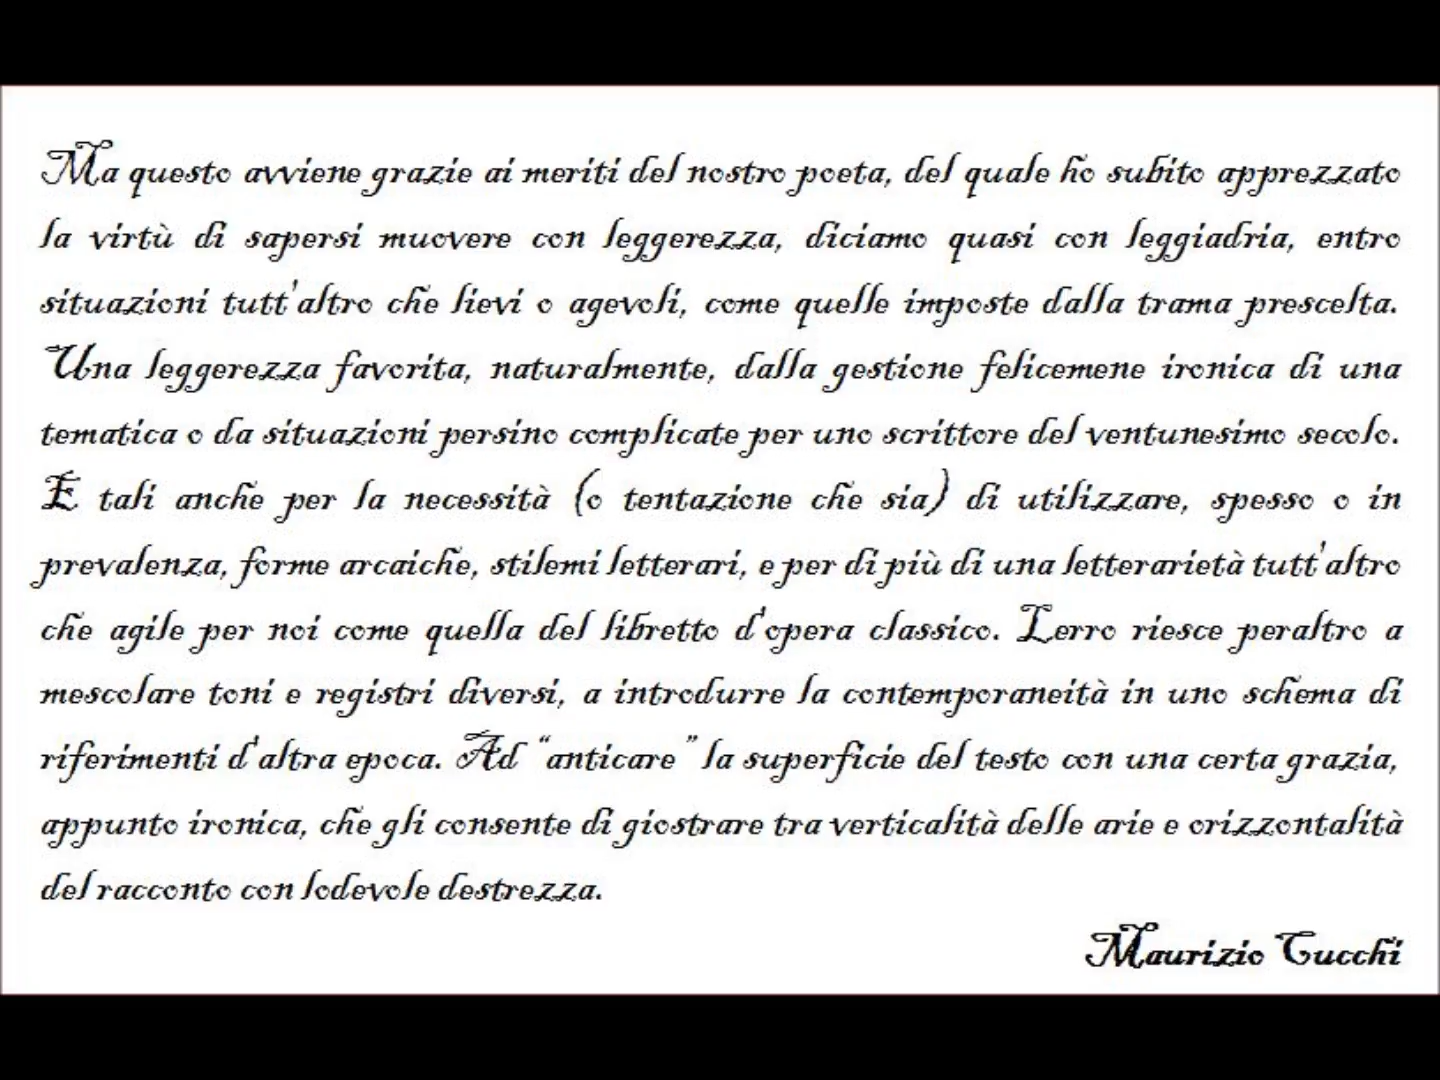 Ma questo avviene grazie ai meriti del nostro poeta, del quale ho subito apprezzato
la virtù di sapersi muovere con leggerezza, diciamo quasi con leggiadria, entro
situazioni tutt'altro che lievi o agevoli, come quelle imposte dalla trama prescelta.
Una leggerezza favorita, naturalmente, dalla gestione felicemene ironica di una
tematica o da situazioni persino complicate per uno scrittore del ventunesimo secolo.
E tali anche per la necessità (o tentazione che sia) di utilizzare, spesso o in
prevalenza, forme arcaiche, stilemi letterari, e per di più di una letterarietà tutt'altro
che agile per noi come quella del libretto d'opera classico. Lerro riesce peraltro a
mescolare toni e registri diversi, a introdurre la contemporaneità in uno schema di
riferimenti d'altra epoca. Ad “anticare” la superficie del testo con una certa grazia,
appunto ironica, che gli consente di giostrare tra verticalità delle arie e orizzontalità
del racconto con lodevole destrezza.
Maurizio Cucchi